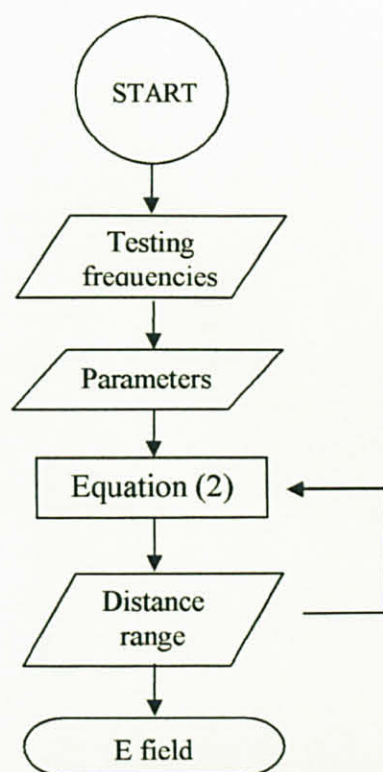 START
Testing
frequencies
Parameters
Equation (2)
Distance
range
E field